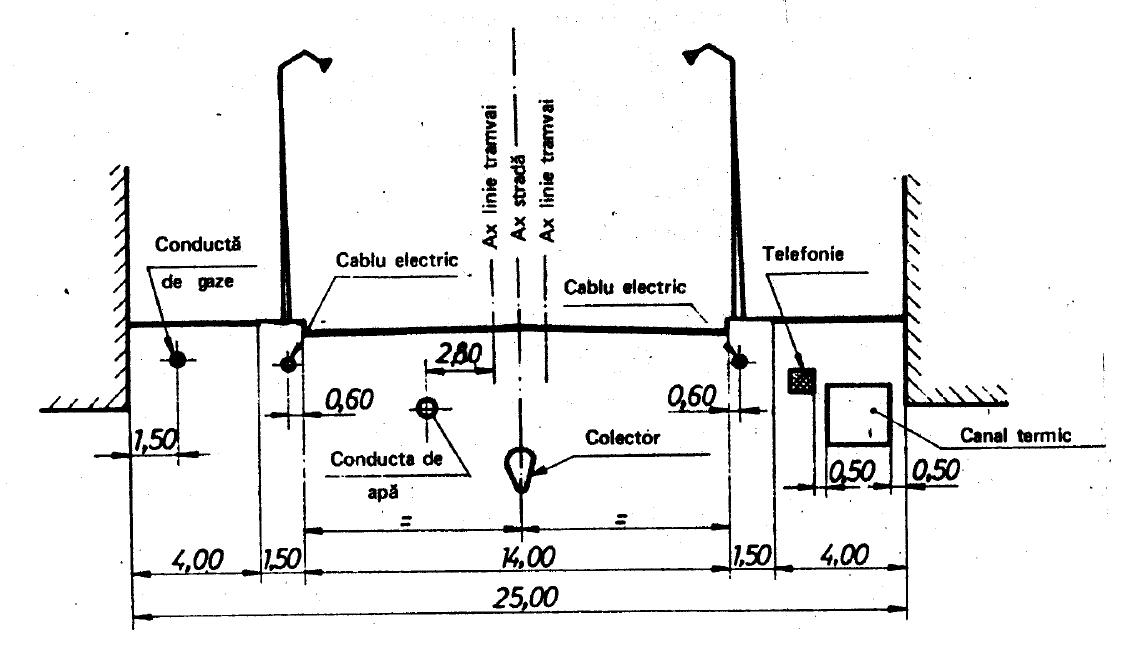 Ax linie tramvai
Ax stradă
Ax linie tramvai
Conductă
de gaze
Cablu electric
Telefonie
Cablu electric
0,60
0,60
1,50
Colector
Canal termic
Conducta de
apă
0,50
0,50
=
=
4,00
1,50
14,00
1,50
4,00
25,00